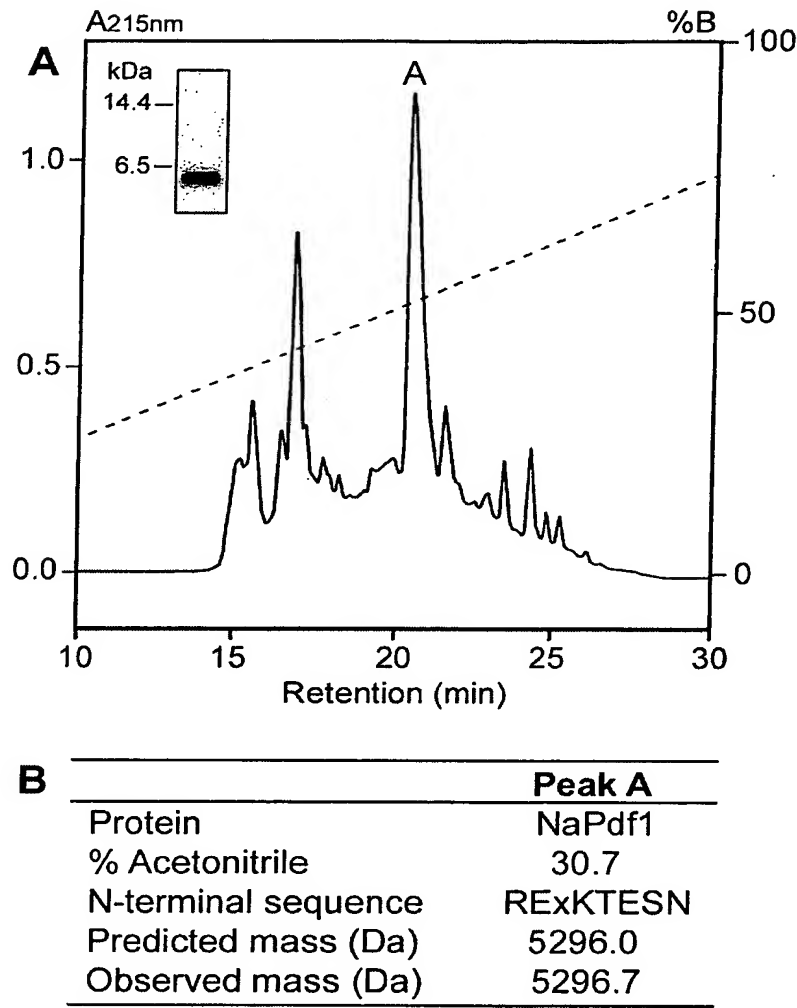 A215nm %B
A
kDa
14.4
6.5
A
100
1.0
50
0.5
0.0
0
10 15 20 25 30
Retention (min)
B
Peak A
Protein NaPdf1
% Acetonitrile 30.7
N-terminal sequence RExKTESN
Predicted mass (Da) 5296.0
Observed mass (Da) 5296.7